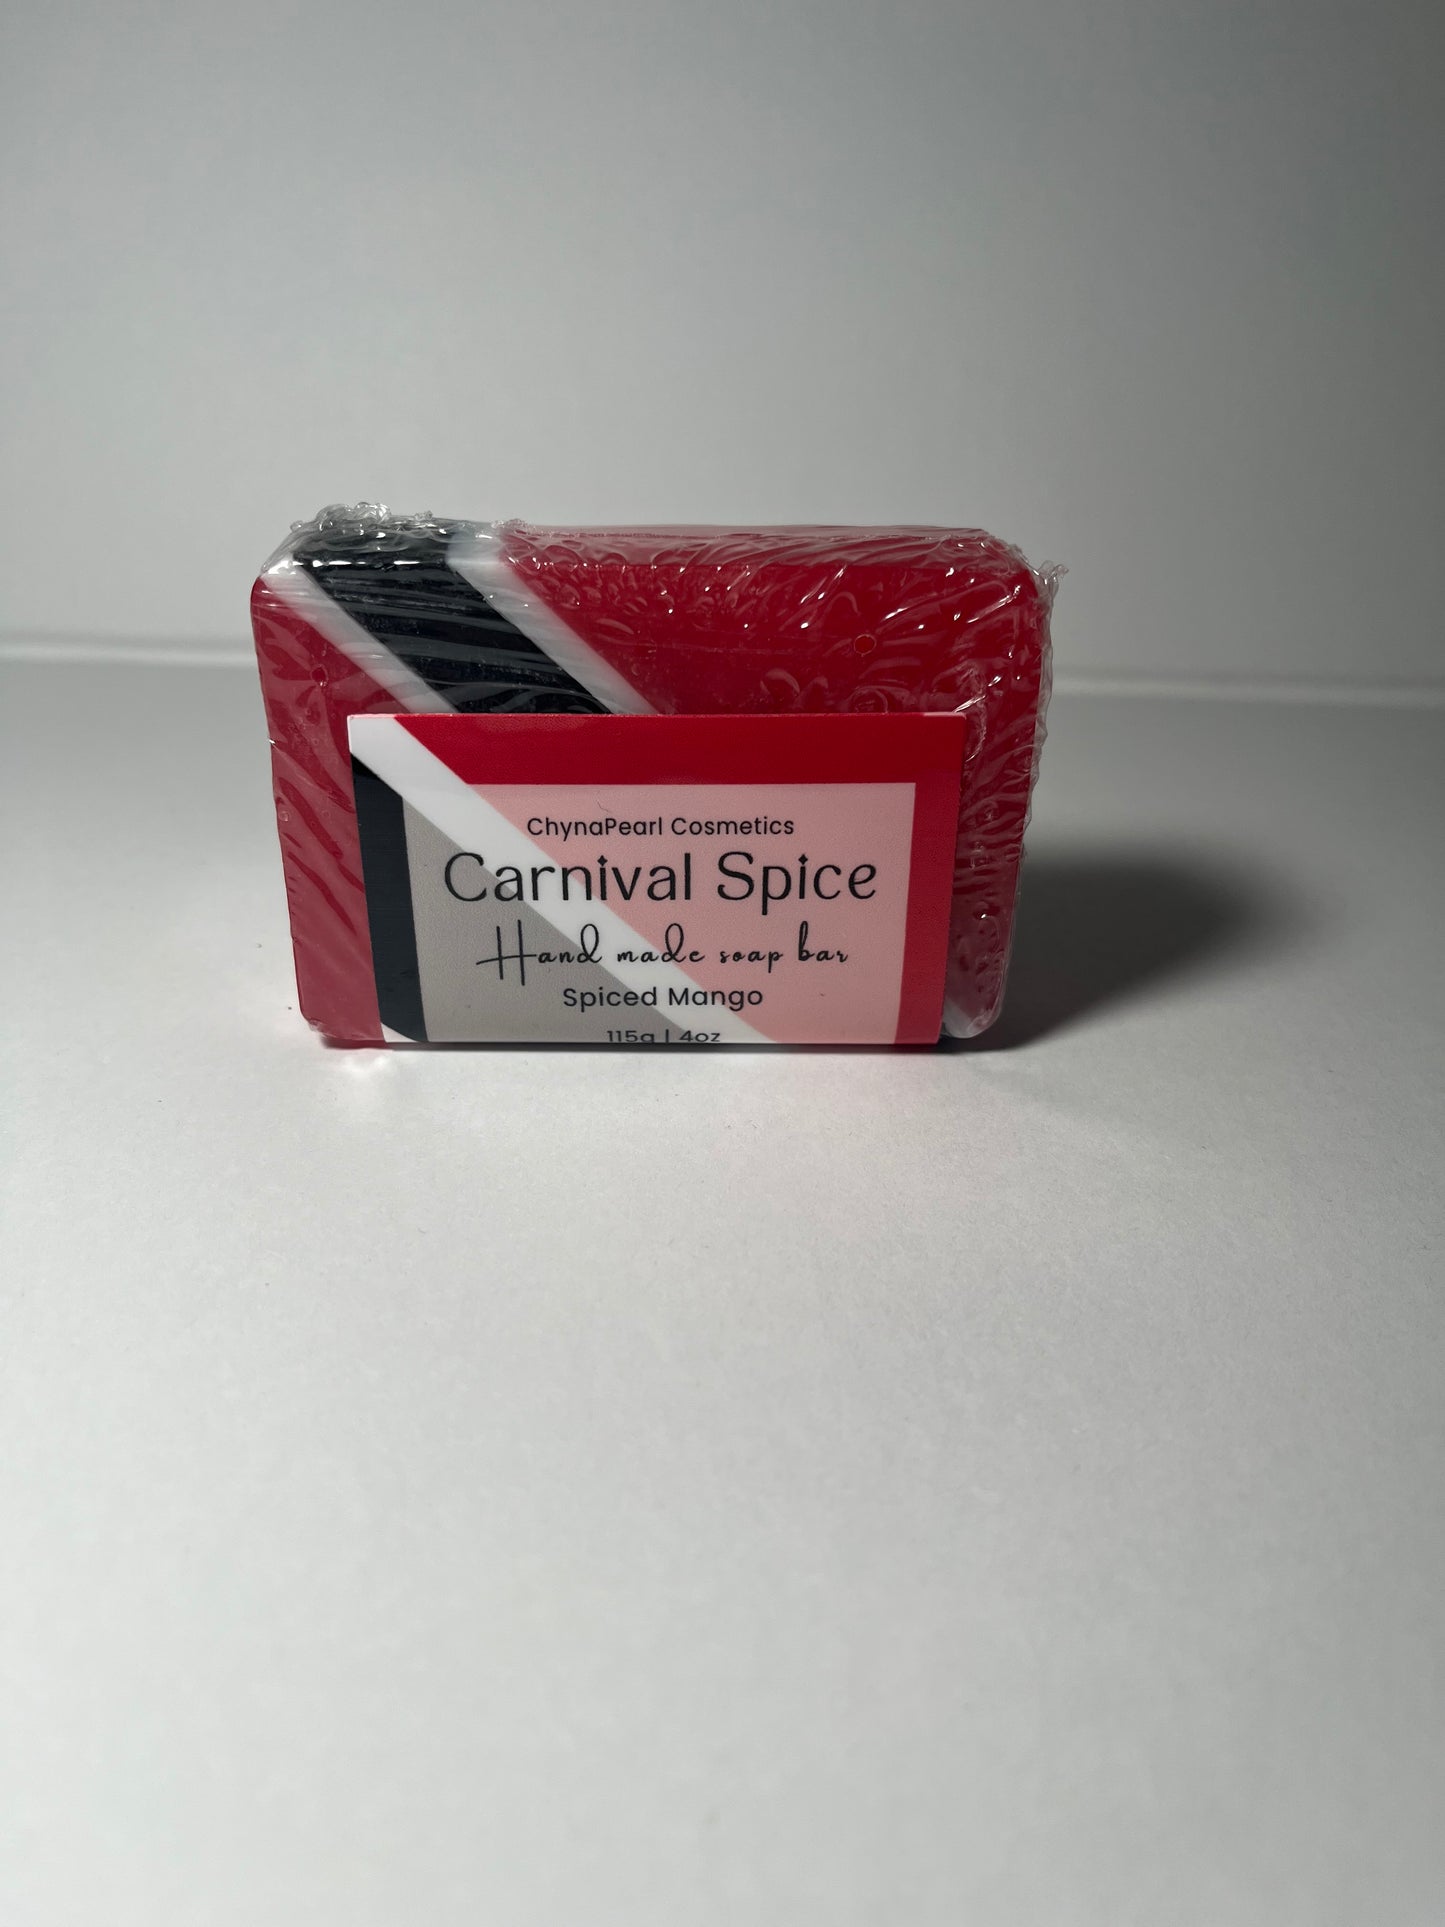 ChynaPearl Cosmetics
Carnival Spice
Hand made soap bar
Spiced Mango
115g | 4oz